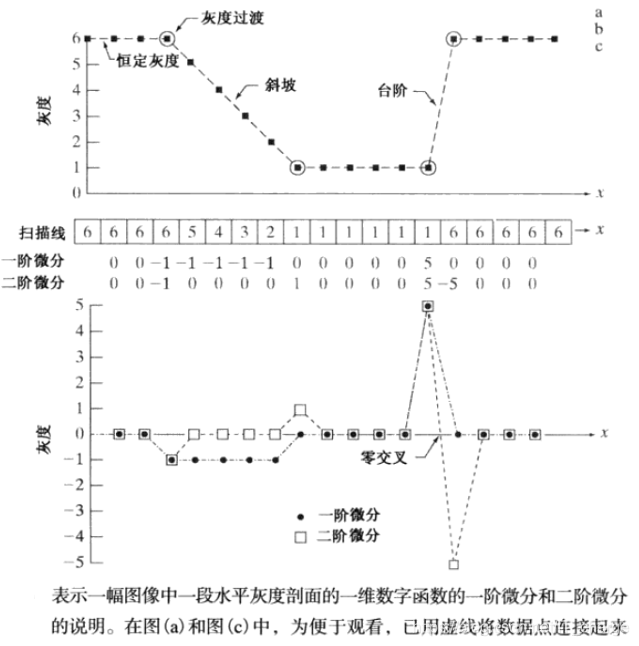 a
灰度过渡
b
c
6
恒定灰度
5
斜坡
台阶
4
灰度
3
2
1
0
x
扫描线 6 6 6 6 5 4 3 2 1 1 1 1 1 1 6 6 6 6 6 x
一阶微分 0 0 -1 -1 -1 -1 -1 0 0 0 0 0 5 0 0 0 0
二阶微分 0 0 -1 0 0 0 0 1 0 0 0 0 5 -5 0 0 0
5
4
3
2
1
0
x
灰度
零交叉
-1
-2
-3
一阶微分
二阶微分
-4
-5
表示一幅图像中一段水平灰度剖面的一维数字函数的一阶微分和二阶微分
的说明。在图(a)和图(c)中，为便于观看，已用虚线将数据点连接起来